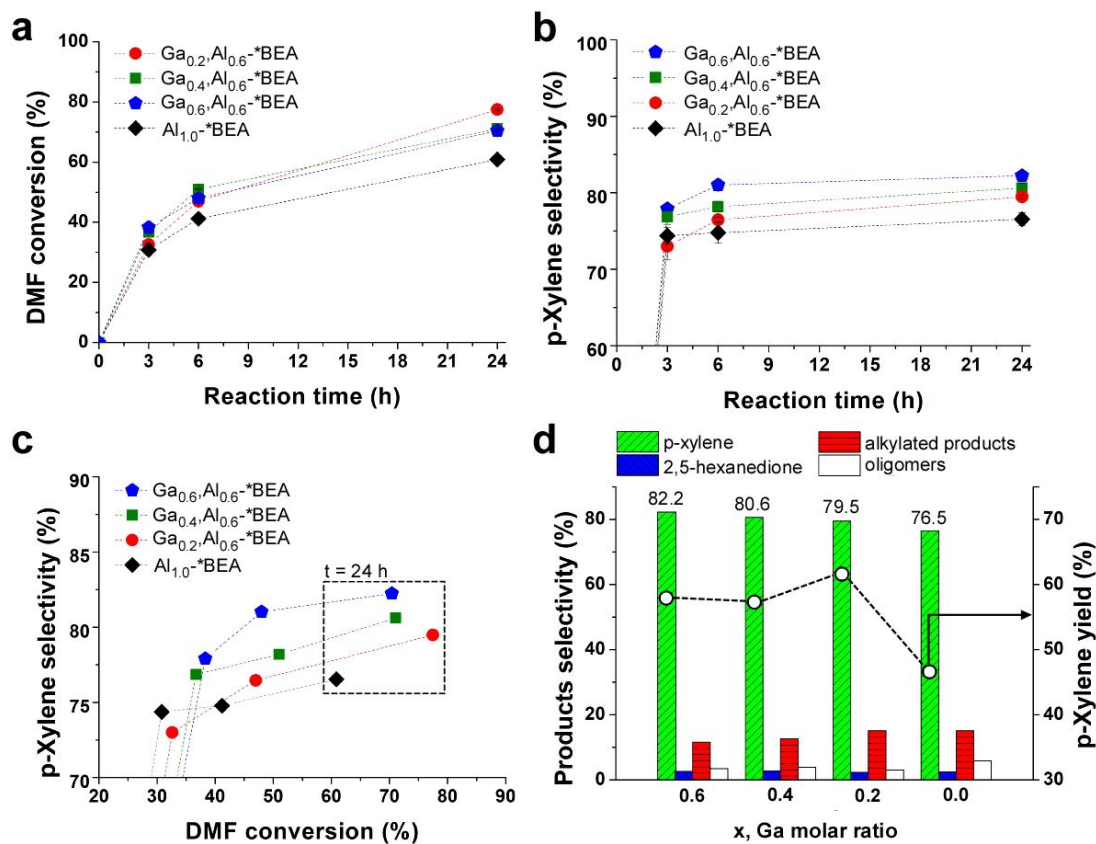 a
100
80
60
40
20
0
DMF conversion (%)
Ga0.2,Al0.6-*BEA
Ga0.4,Al0.6-*BEA
Ga0.6,Al0.6-*BEA
Al1.0-*BEA
0 3 6 9 12 15 18 21 24
Reaction time (h)
b
100
90
80
70
60
p-Xylene selectivity (%)
Ga0.6,Al0.6-*BEA
Ga0.4,Al0.6-*BEA
Ga0.2,Al0.6-*BEA
Al1.0-*BEA
0 3 6 9 12 15 18 21 24
Reaction time (h)
c
90
85
80
75
70
p-Xylene selectivity (%)
Ga0.6,Al0.6-*BEA
Ga0.4,Al0.6-*BEA
Ga0.2,Al0.6-*BEA
Al1.0-*BEA
t = 24 h
20 30 40 50 60 70 80 90
DMF conversion (%)
d
p-xylene alkylated products
2,5-hexanedione oligomers
80
60
40
20
0
Products selectivity (%)
82.2 80.6 79.5 76.5
70
60
50
40
30
p-Xylene yield (%)
0.6 0.4 0.2 0.0
x, Ga molar ratio